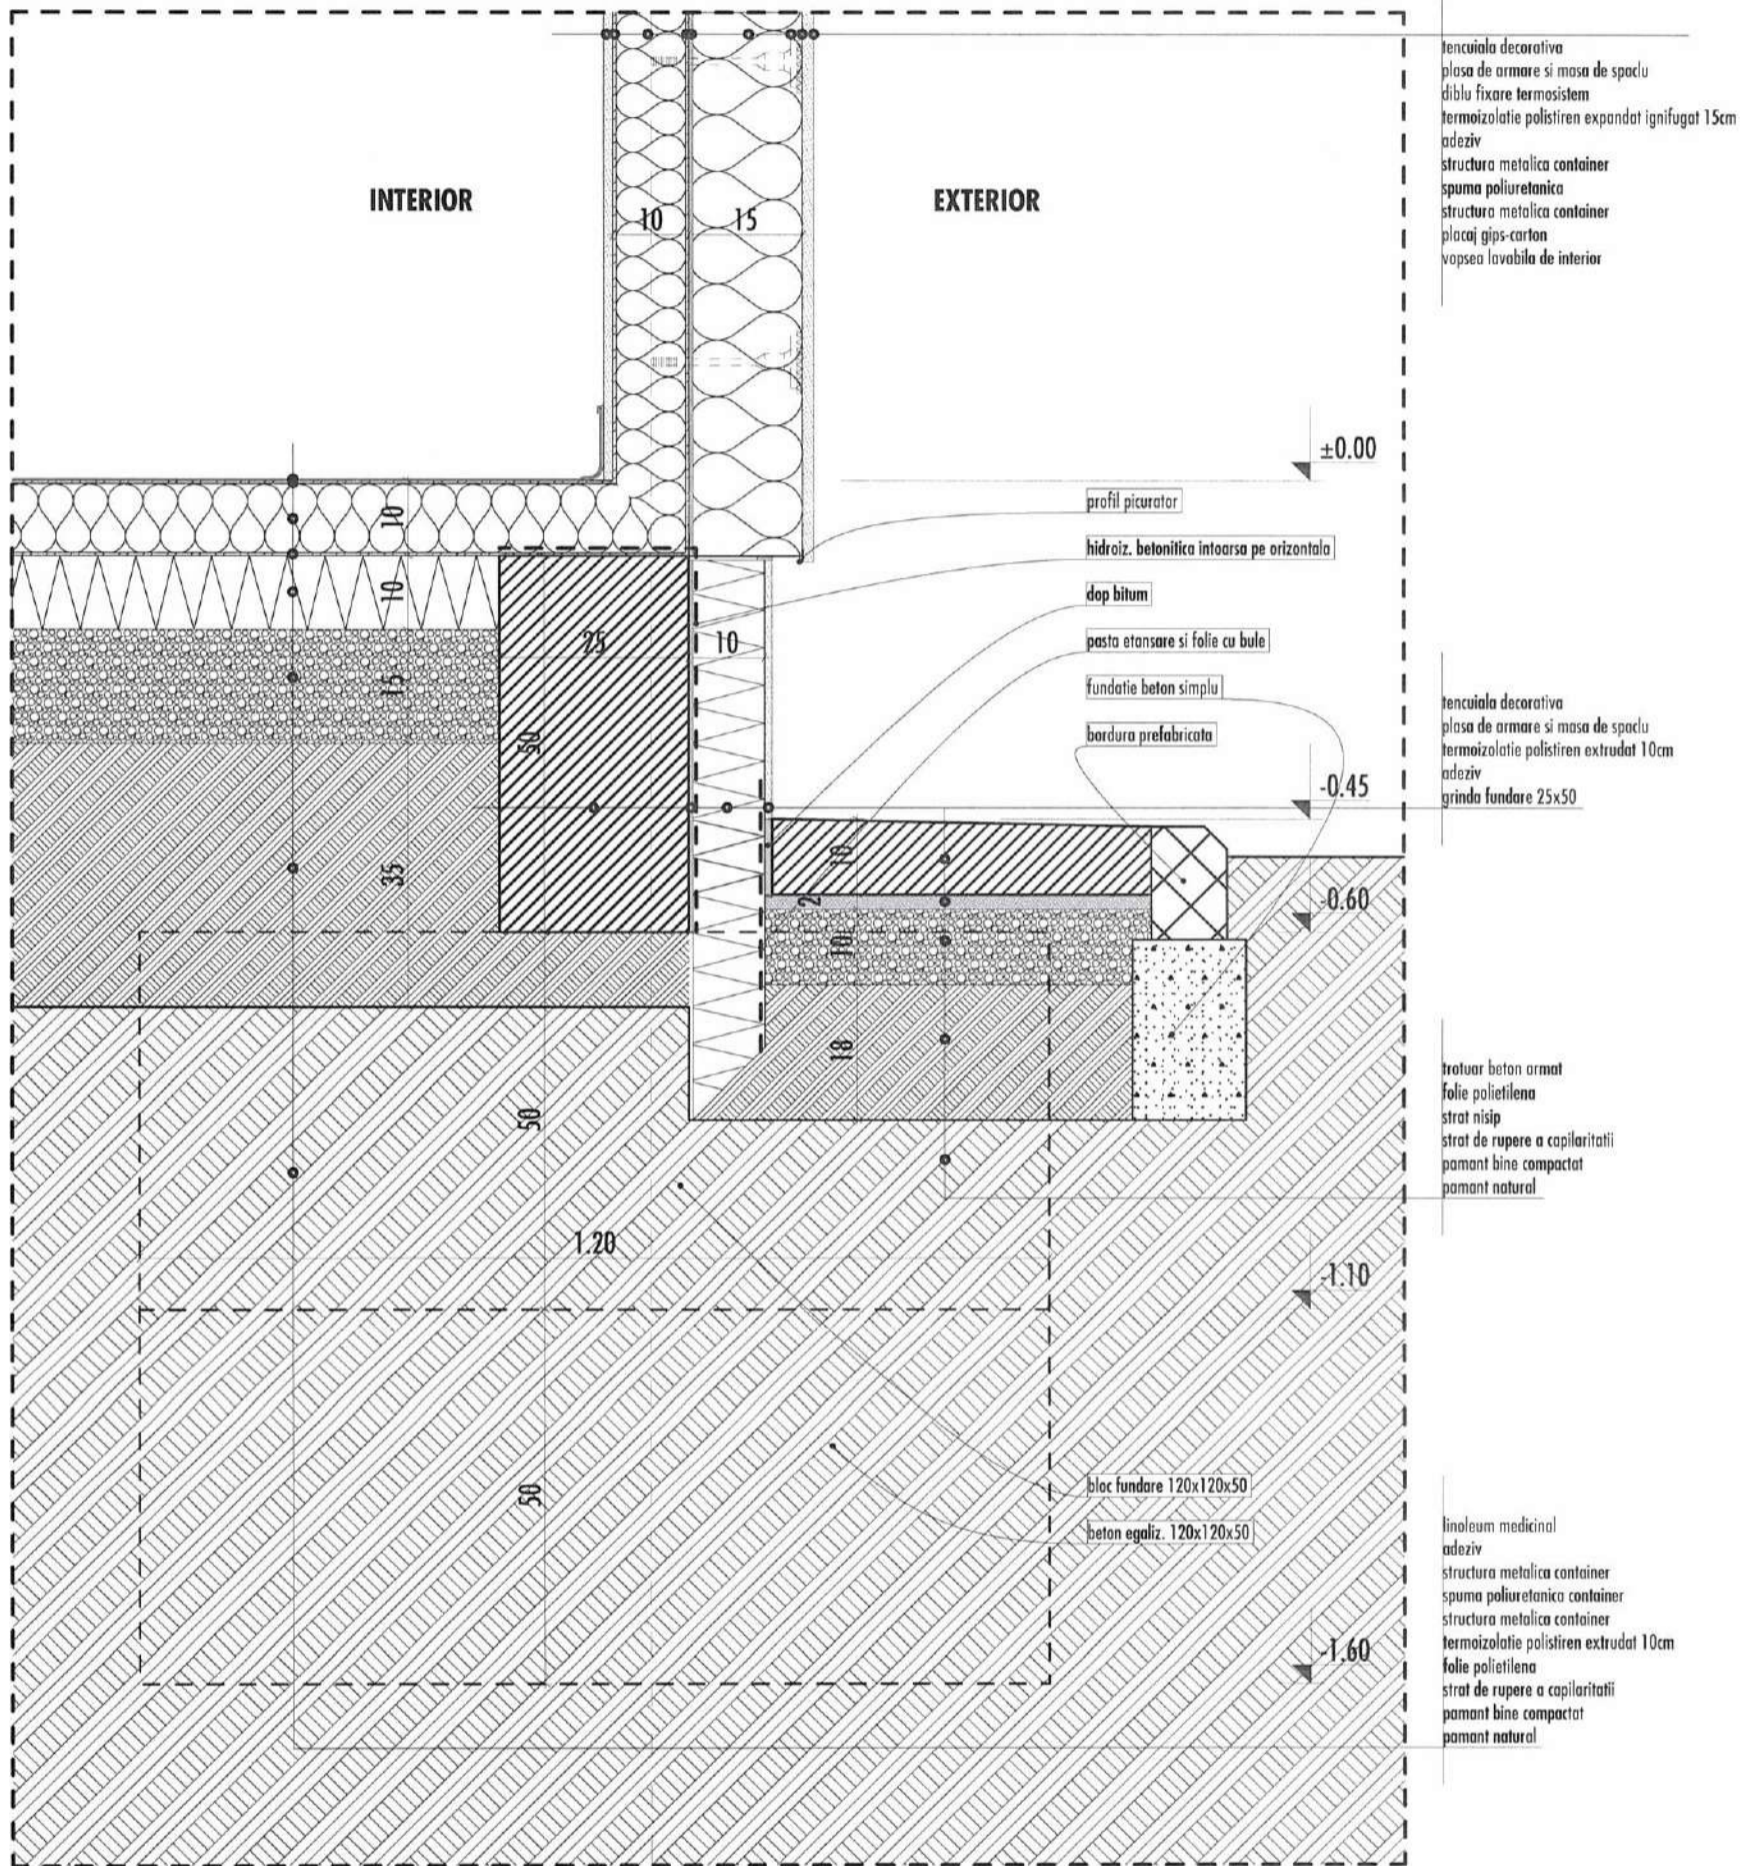 tencuiala decorativa
plasa de armare si masa de spaclu
diblu fixare termosistem
termoizolatie polistiren expandat ignifugat 15cm
adeziv
structura metalica container
spuma poliuretanica
structura metalica container
placaj gips-carton
vopsea lavabila de interior
INTERIOR
EXTERIOR
10
15
±0.00
profil picurator
hidroiz. betonitica intoarsa pe orizontala
dop bitum
pasta etansare si folie cu bule
fundatie beton simplu
bordura prefabricata
10
10
15
35
25
50
10
-0.45
tencuiala decorativa
plasa de armare si masa de spaclu
termoizolatie polistiren extrudat 10cm
adeziv
grinda fundare 25x50
10
2
10
18
-0.60
trotuar beton armat
folie polietilena
strat nisip
strat de rupere a capilaritatii
pamant bine compactat
pamant natural
50
1.20
-1.10
50
bloc fundare 120x120x50
beton egaliz. 120x120x50
-1.60
linoleum medicinal
adeziv
structura metalica container
spuma poliuretanica container
structura metalica container
termoizolatie polistiren extrudat 10cm
folie polietilena
strat de rupere a capilaritatii
pamant bine compactat
pamant natural